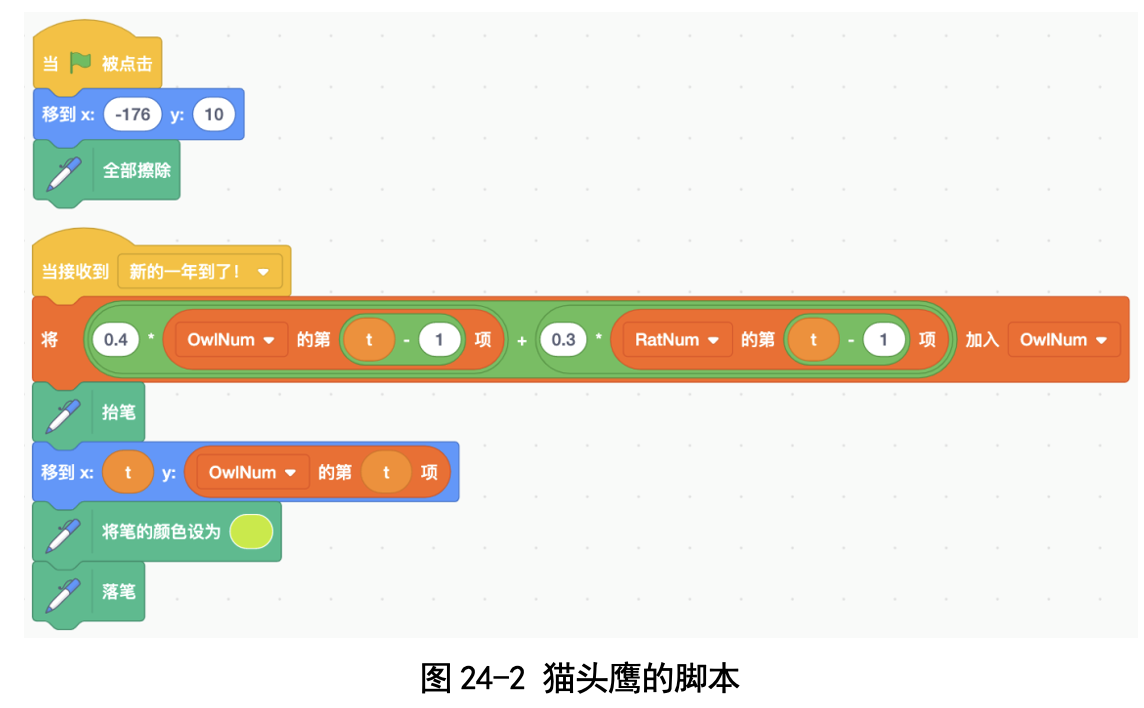 当 被点击
移到 x: -176 y: 10
全部擦除
当接收到 新的一年到了!
将 0.4 * OwlNum 的第 t - 1 项 + 0.3 * RatNum 的第 t - 1 项 加入 OwlNum
抬笔
移到 x: t y: OwlNum 的第 t 项
将笔的颜色设为
落笔
图 24-2 猫头鹰的脚本